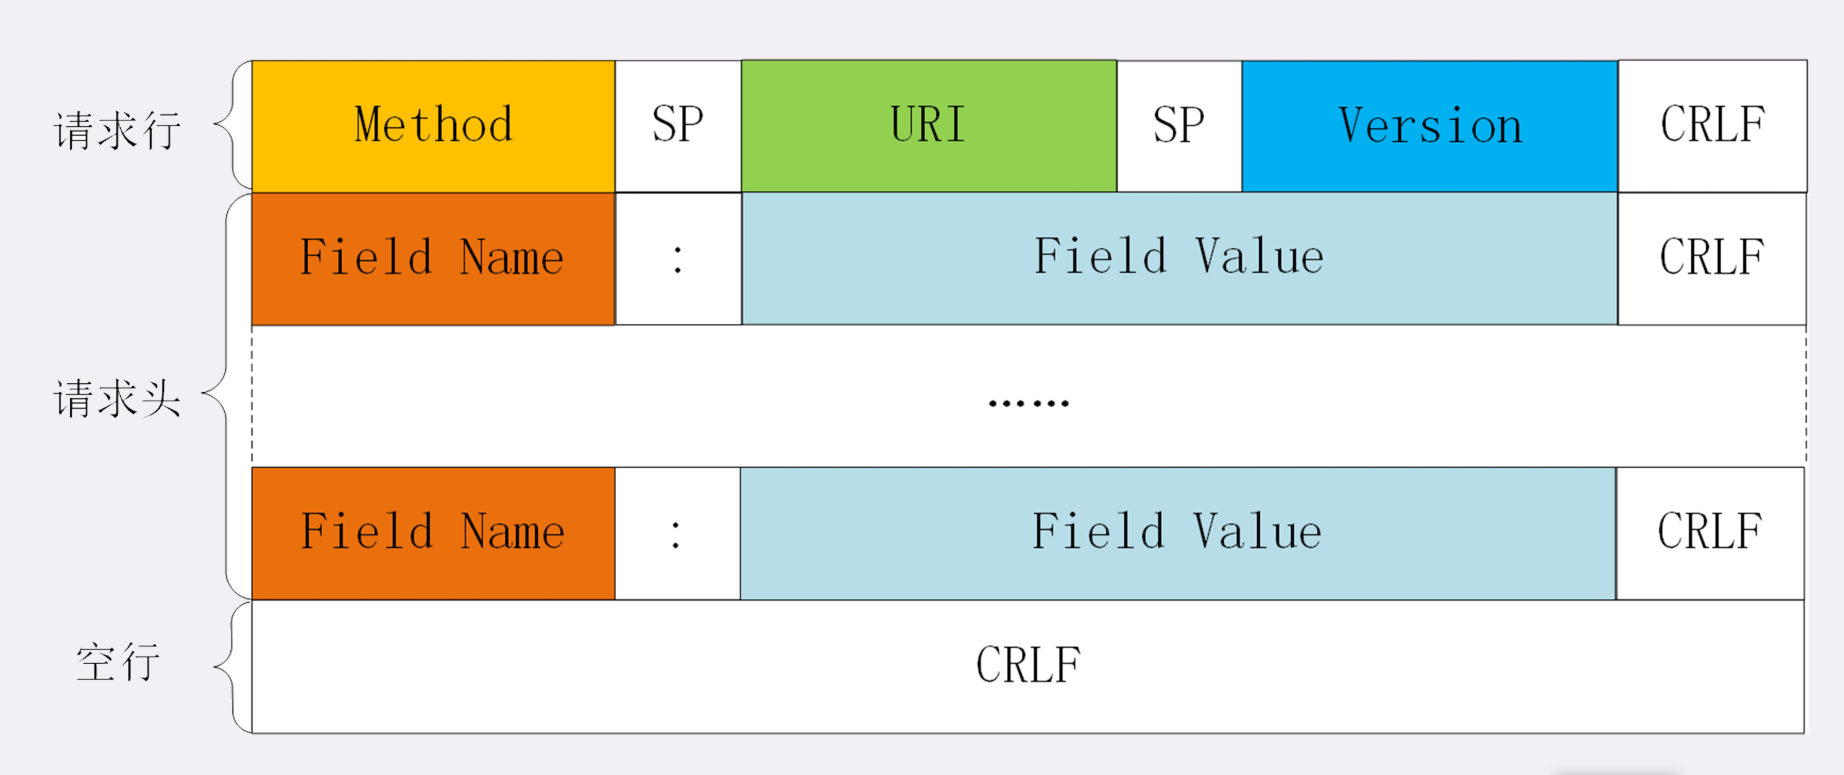 请求行 Method SP URI SP Version CRLF
Field Name : Field Value CRLF
请求头 ······
Field Name : Field Value CRLF
空行 CRLF